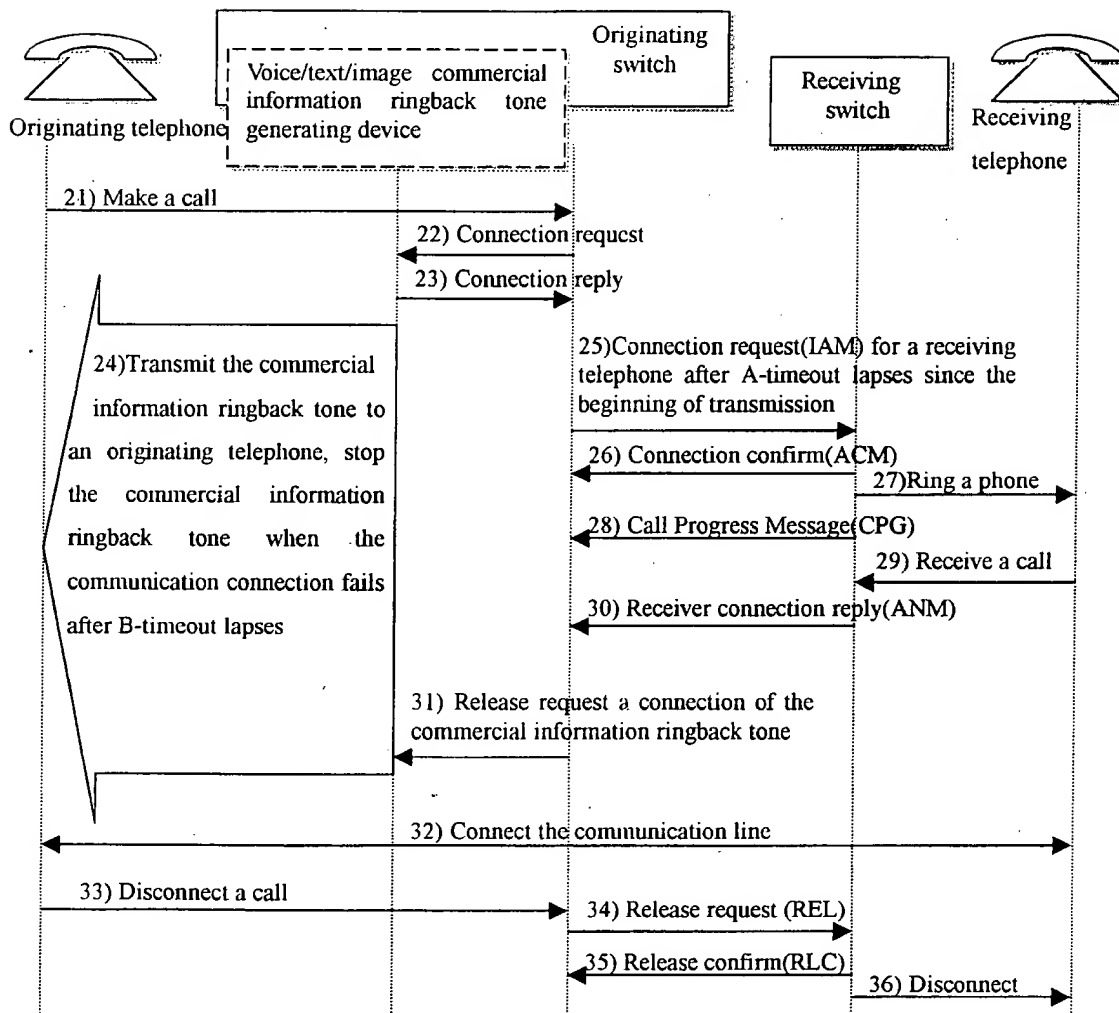 Originating switch
Voice/text/image commercial information ringback tone generating device
Receiving switch
Originating telephone
Receiving telephone
21) Make a call
22) Connection request
23) Connection reply
24)Transmit the commercial
information ringback tone to
an originating telephone, stop
the commercial information
ringback tone when the
communication connection fails
after B-timeout lapses
25)Connection request(IAM) for a receiving
telephone after A-timeout lapses since the
beginning of transmission
26) Connection confirm(ACM)
27)Ring a phone
28) Call Progress Message(CPG)
29) Receive a call
30) Receiver connection reply(ANM)
31) Release request a connection of the
commercial information ringback tone
32) Connect the communication line
33) Disconnect a call
34) Release request (REL)
35) Release confirm(RLC)
36) Disconnect